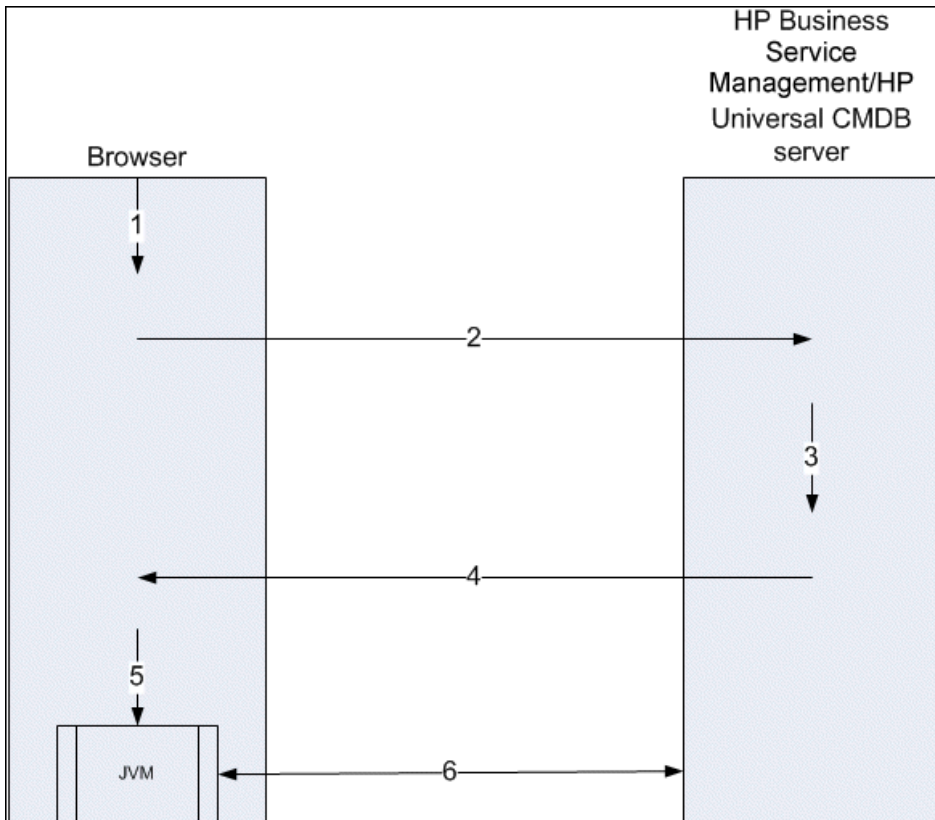 HP Business
Service
Management/HP
Universal CMDB
server
Browser
1
2
3
4
5
JVM
6